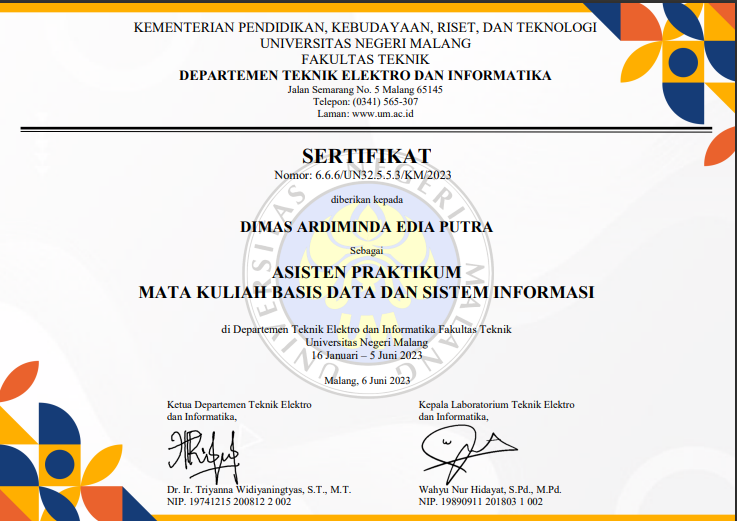 KEMENTERIAN PENDIDIKAN, KEBUDAYAAN, RISET, DAN TEKNOLOGI
UNIVERSITAS NEGERI MALANG
FAKULTAS TEKNIK
DEPARTEMEN TEKNIK ELEKTRO DAN INFORMATIKA
Jalan Semarang No. 5 Malang 65145
Telepon: (0341) 565-307
Laman: www.um.ac.id
SERTIFIKAT
Nomor: 6.6.6/UN32.5.5.3/KM/2023
diberikan kepada
DIMAS ARDIMINDA EDIA PUTRA
Sebagai
ASISTEN PRAKTIKUM
MATA KULIAH BASIS DATA DAN SISTEM INFORMASI
di Departemen Teknik Elektro dan Informatika Fakultas Teknik
Universitas Negeri Malang
16 Januari – 5 Juni 2023
Malang, 6 Juni 2023
Ketua Departemen Teknik Elektro
dan Informatika,
Dr. Ir. Triyanna Widiyaningtyas, S.T., M.T.
NIP. 19741215 200812 2 002
Kepala Laboratorium Teknik Elektro
dan Informatika,
Wahyu Nur Hidayat, S.Pd., M.Pd.
NIP. 19890911 201803 1 002
UNIVERSITAS NEGERI MALANG